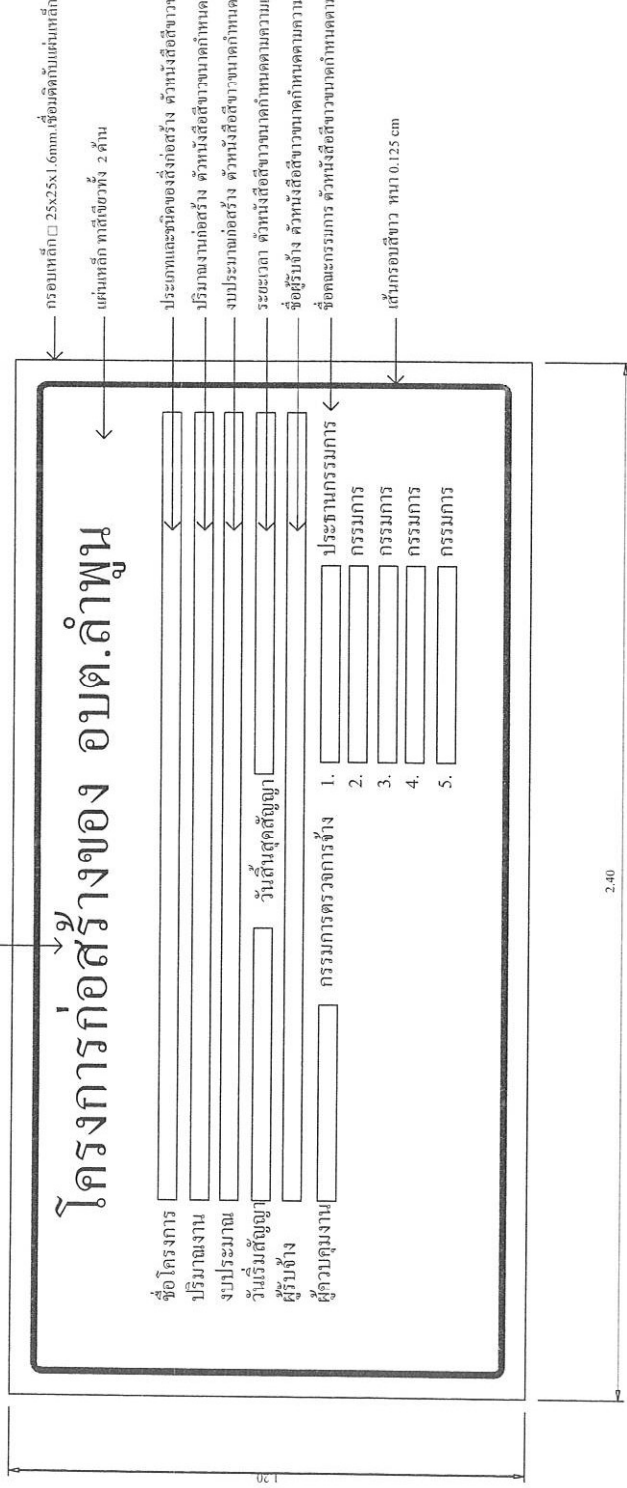 โครงการก่อสร้างของ อบต.ลำพูน
ชื่อโครงการ
ปริมาณงาน
งบประมาณ
วันเริ่มสัญญา วันสิ้นสุดสัญญา
ผู้รับจ้าง
ผู้ควบคุมงาน กรรมการตรวจการจ้าง 1. ประธานกรรมการ
2. กรรมการ
3. กรรมการ
4. กรรมการ
5. กรรมการ
กรอบเหล็ก□ 25x25x1.6mm.เชื่อมติดกับแผ่นเหล็ก
แผ่นเหล็ก ทาสีเขียวทั้ง 2 ด้าน
ประเภทและชนิดของสิ่งก่อสร้าง ตัวหนังสือสีขาวข
ปริมาณงานก่อสร้าง ตัวหนังสือสีขาวขนาดกำหนด
งบประมาณก่อสร้าง ตัวหนังสือสีขาวขนาดกำหนด
ระยะเวลา ตัวหนังสือสีขาวขนาดกำหนดตามความ
ชื่อผู้รับจ้าง ตัวหนังสือสีขาวขนาดกำหนดตามความ
ชื่อคณะกรรมการ ตัวหนังสือสีขาวขนาดกำหนดตาม
เส้นกรอบสีขาว หนา 0.125 cm
2.40
1.20